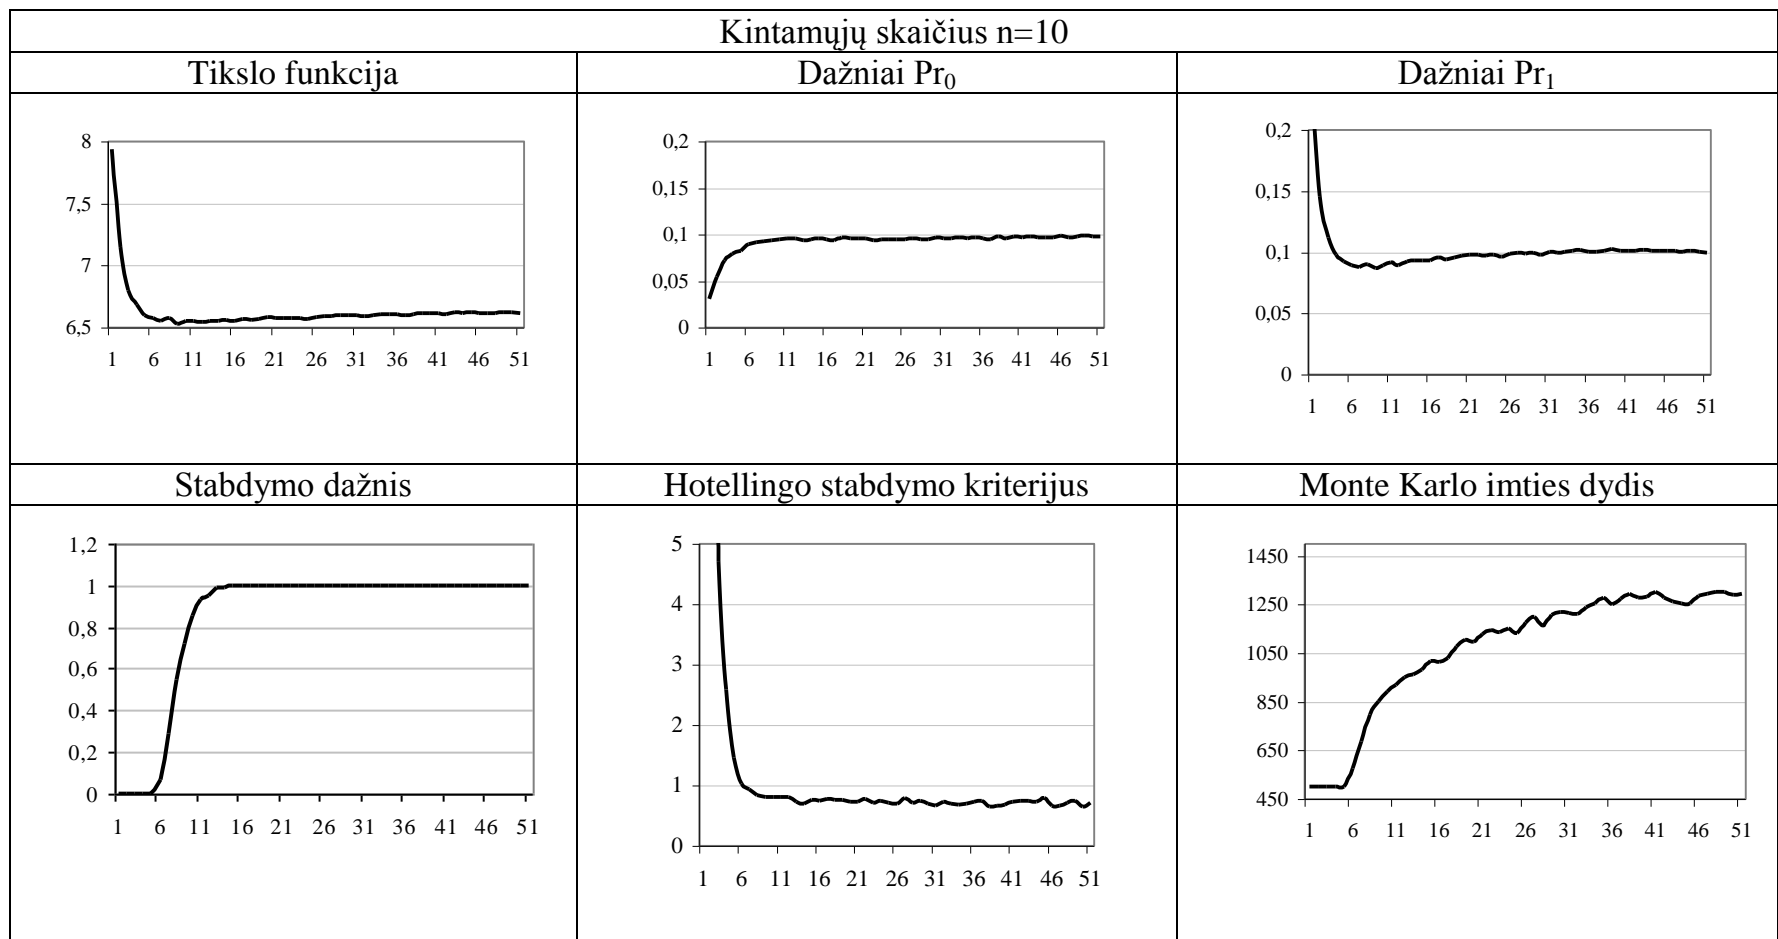 Kintamųjų skaičius n=10
Tikslo funkcija
Dažniai Pr0
Dažniai Pr1
8
7,5
7
6,5
1 6 11 16 21 26 31 36 41 46 51
0,2
0,15
0,1
0,05
0
1 6 11 16 21 26 31 36 41 46 51
0,2
0,15
0,1
0,05
0
1 6 11 16 21 26 31 36 41 46 51
Stabdymo dažnis
Hotellingo stabdymo kriterijus
Monte Karlo imties dydis
1,2
1
0,8
0,6
0,4
0,2
0
1 6 11 16 21 26 31 36 41 46 51
5
4
3
2
1
0
1 6 11 16 21 26 31 36 41 46 51
1450
1250
1050
850
650
450
1 6 11 16 21 26 31 36 41 46 51